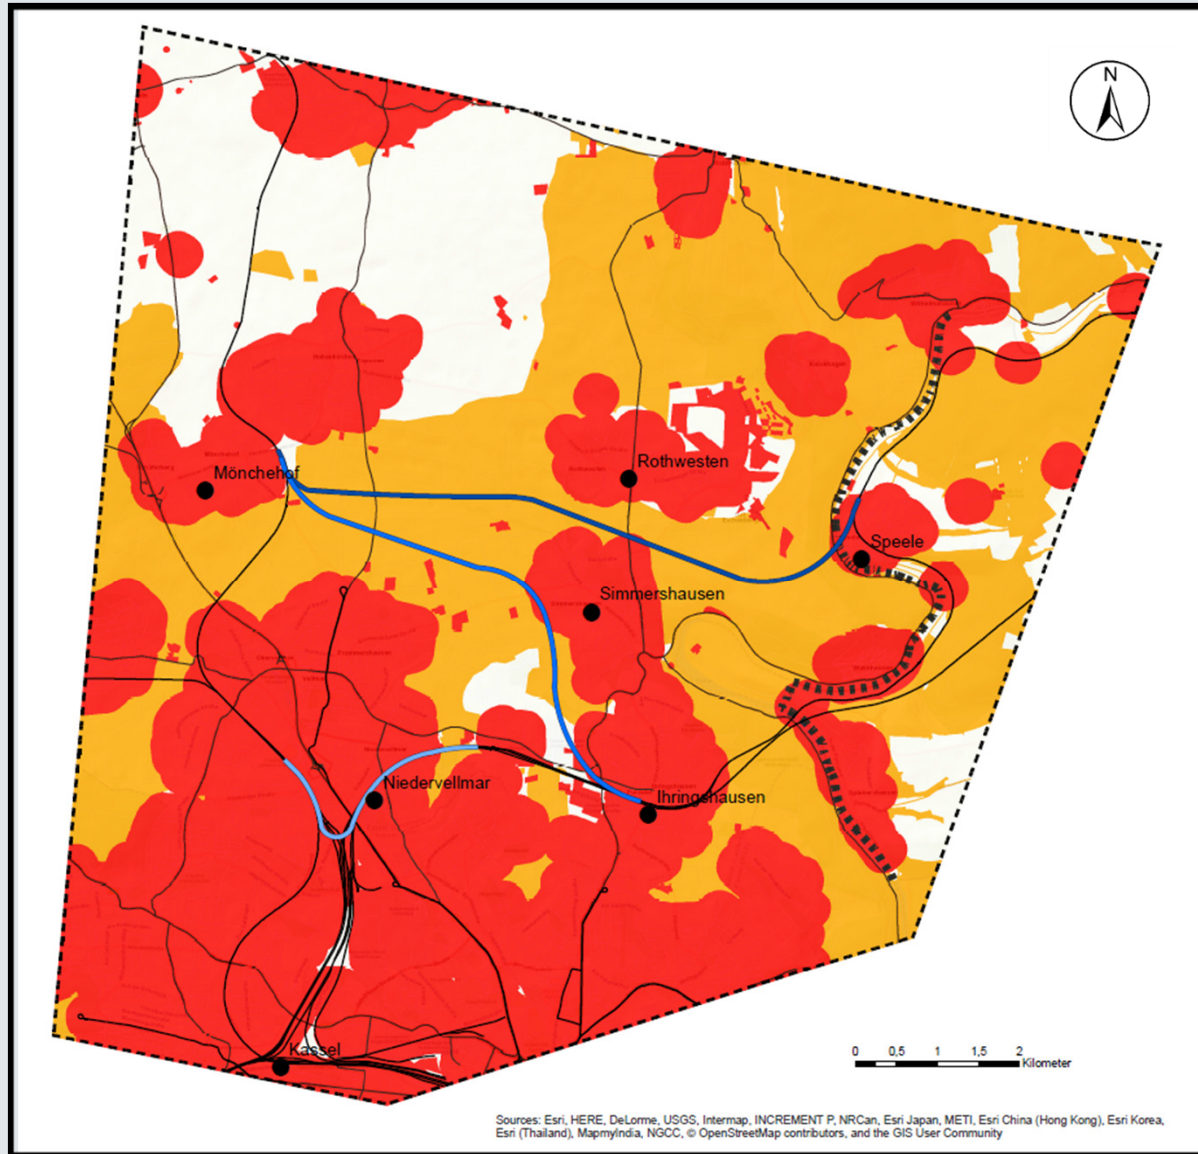 N
Rothwesten
Mönchehof
Speele
Simmershausen
Niedervellmar
Ihringshausen
Kassel
0 0,5 1 1,5 2
Kilometer
Sources: Esri, HERE, DeLorme, USGS, Intermap, INCREMENT P, NRCan, Esri Japan, METI, Esri China (Hong Kong), Esri Korea,
Esri (Thailand), MapmyIndia, NGCC, © OpenStreetMap contributors, and the GIS User Community